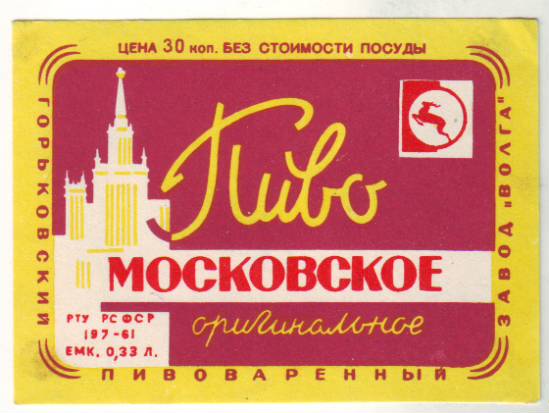 ЦЕНА 30 коп. БЕЗ СТОИМОСТИ ПОСУДЫ
ГОРЬКОВСКИЙ
ПИВОВАРЕННЫЙ
ЗАВОД „ВОЛГА"
Пиво
МОСКОВСКОЕ
оригинальное
РТУ РСФСР
197-61
ЕМК. 0,33 Л.